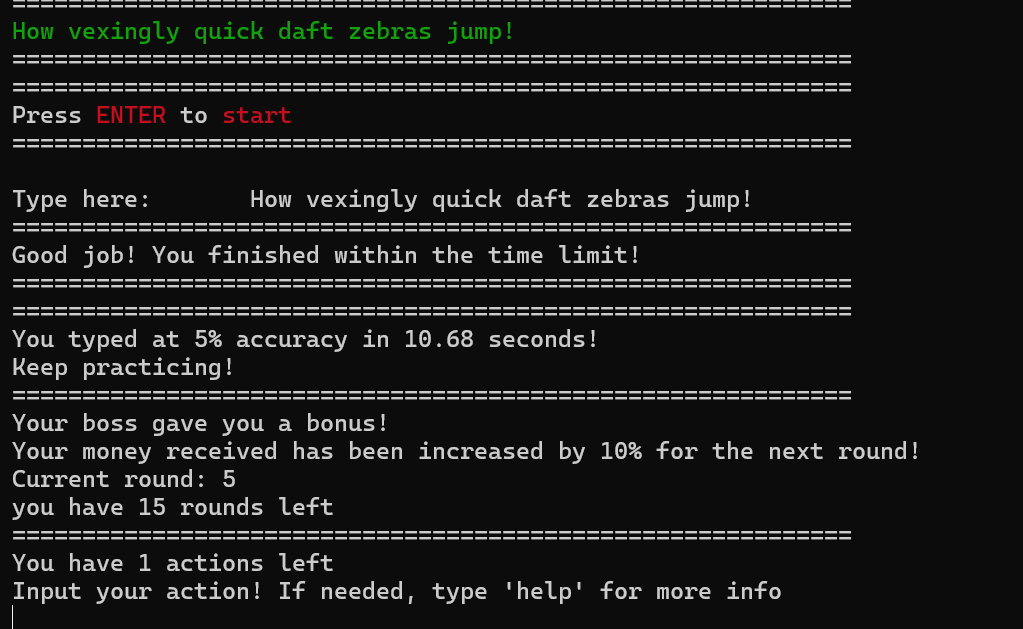 ============================================================
How vexingly quick daft zebras jump!
============================================================
============================================================
Press ENTER to start
============================================================
Type here:       How vexingly quick daft zebras jump!
============================================================
Good job! You finished within the time limit!
============================================================
============================================================
You typed at 5% accuracy in 10.68 seconds!
Keep practicing!
============================================================
Your boss gave you a bonus!
Your money received has been increased by 10% for the next round!
Current round: 5
you have 15 rounds left
============================================================
You have 1 actions left
Input your action! If needed, type 'help' for more info